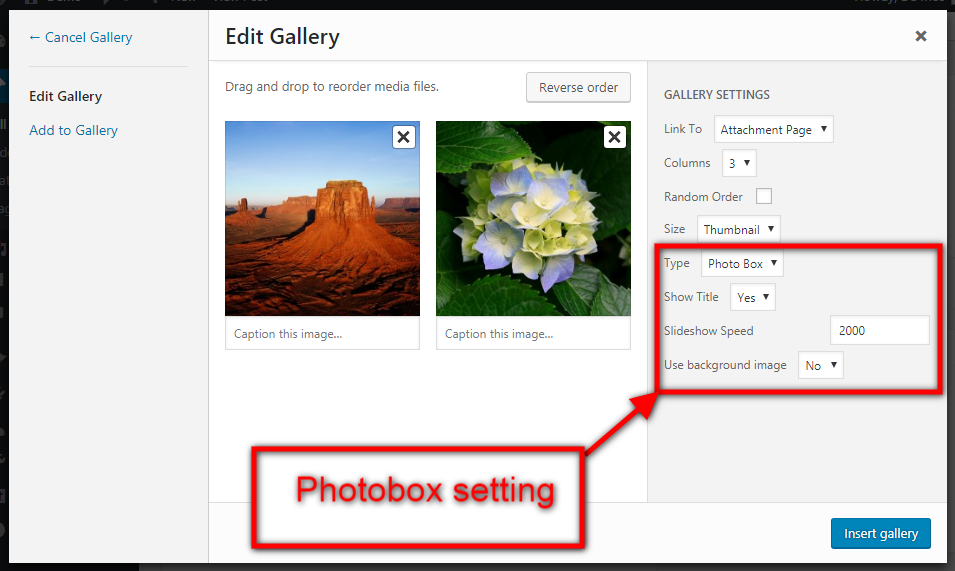 ← Cancel Gallery
Edit Gallery
Add to Gallery
Edit Gallery
Drag and drop to reorder media files.
Reverse order
Caption this image...
Caption this image...
GALLERY SETTINGS
Link To Attachment Page
Columns 3
Random Order
Size Thumbnail
Type Photo Box
Show Title Yes
Slideshow Speed 2000
Use background image No
Photobox setting
Insert gallery